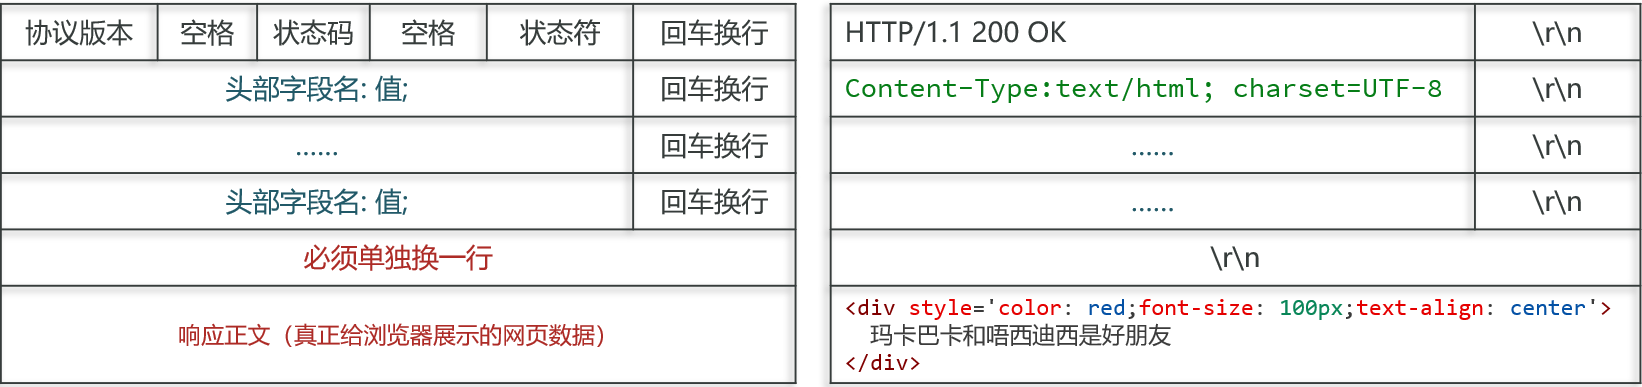 协议版本 空格 状态码 空格 状态符 回车换行
头部字段名: 值; 回车换行
...... 回车换行
头部字段名: 值; 回车换行
必须单独换一行
响应正文（真正给浏览器展示的网页数据）
HTTP/1.1 200 OK \r\n
Content-Type:text/html; charset=UTF-8 \r\n
...... \r\n
...... \r\n
\r\n
<div style='color: red;font-size: 100px;text-align: center'>
玛卡巴卡和唔西迪西是好朋友
</div>